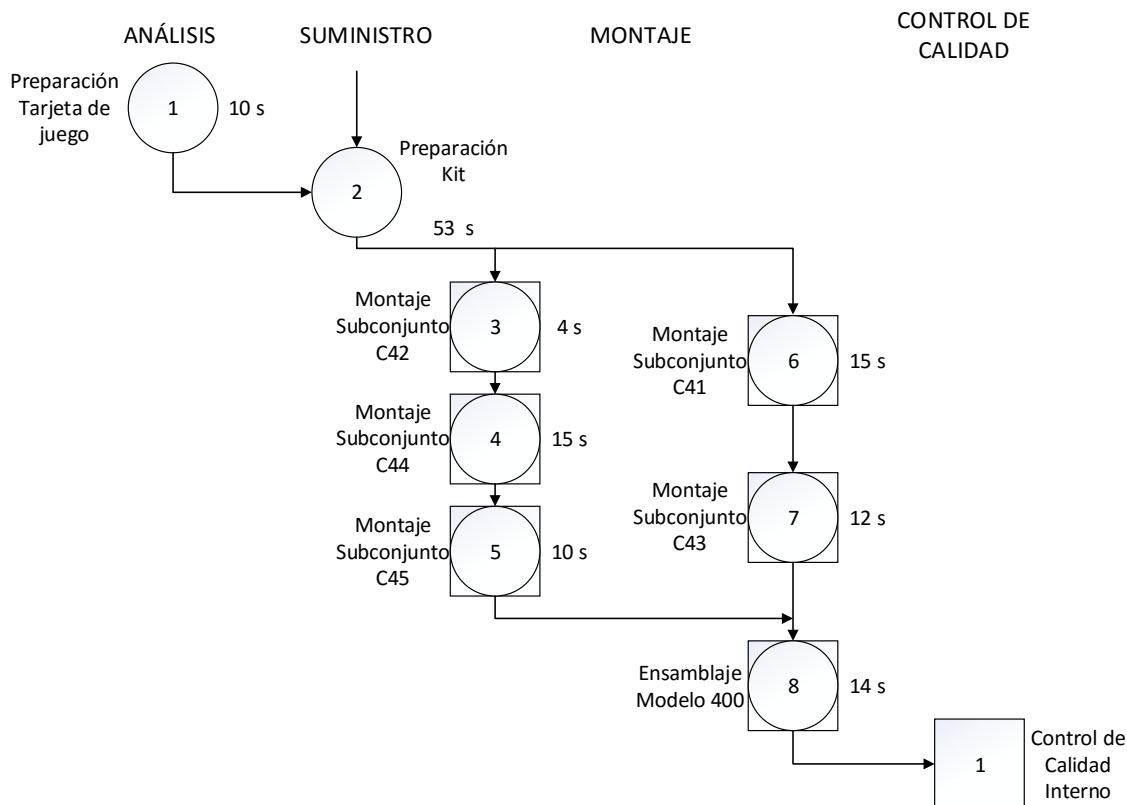 ANÁLISIS
SUMINISTRO
MONTAJE
CONTROL DE
CALIDAD
Preparación
Tarjeta de
juego
1
10 s
2
Preparación
Kit
53 s
Montaje
Subconjunto
C42
3
4 s
Montaje
Subconjunto
C44
4
15 s
Montaje
Subconjunto
C45
5
10 s
Montaje
Subconjunto
C41
6
15 s
Montaje
Subconjunto
C43
7
12 s
Ensamblaje
Modelo 400
8
14 s
1
Control de
Calidad
Interno